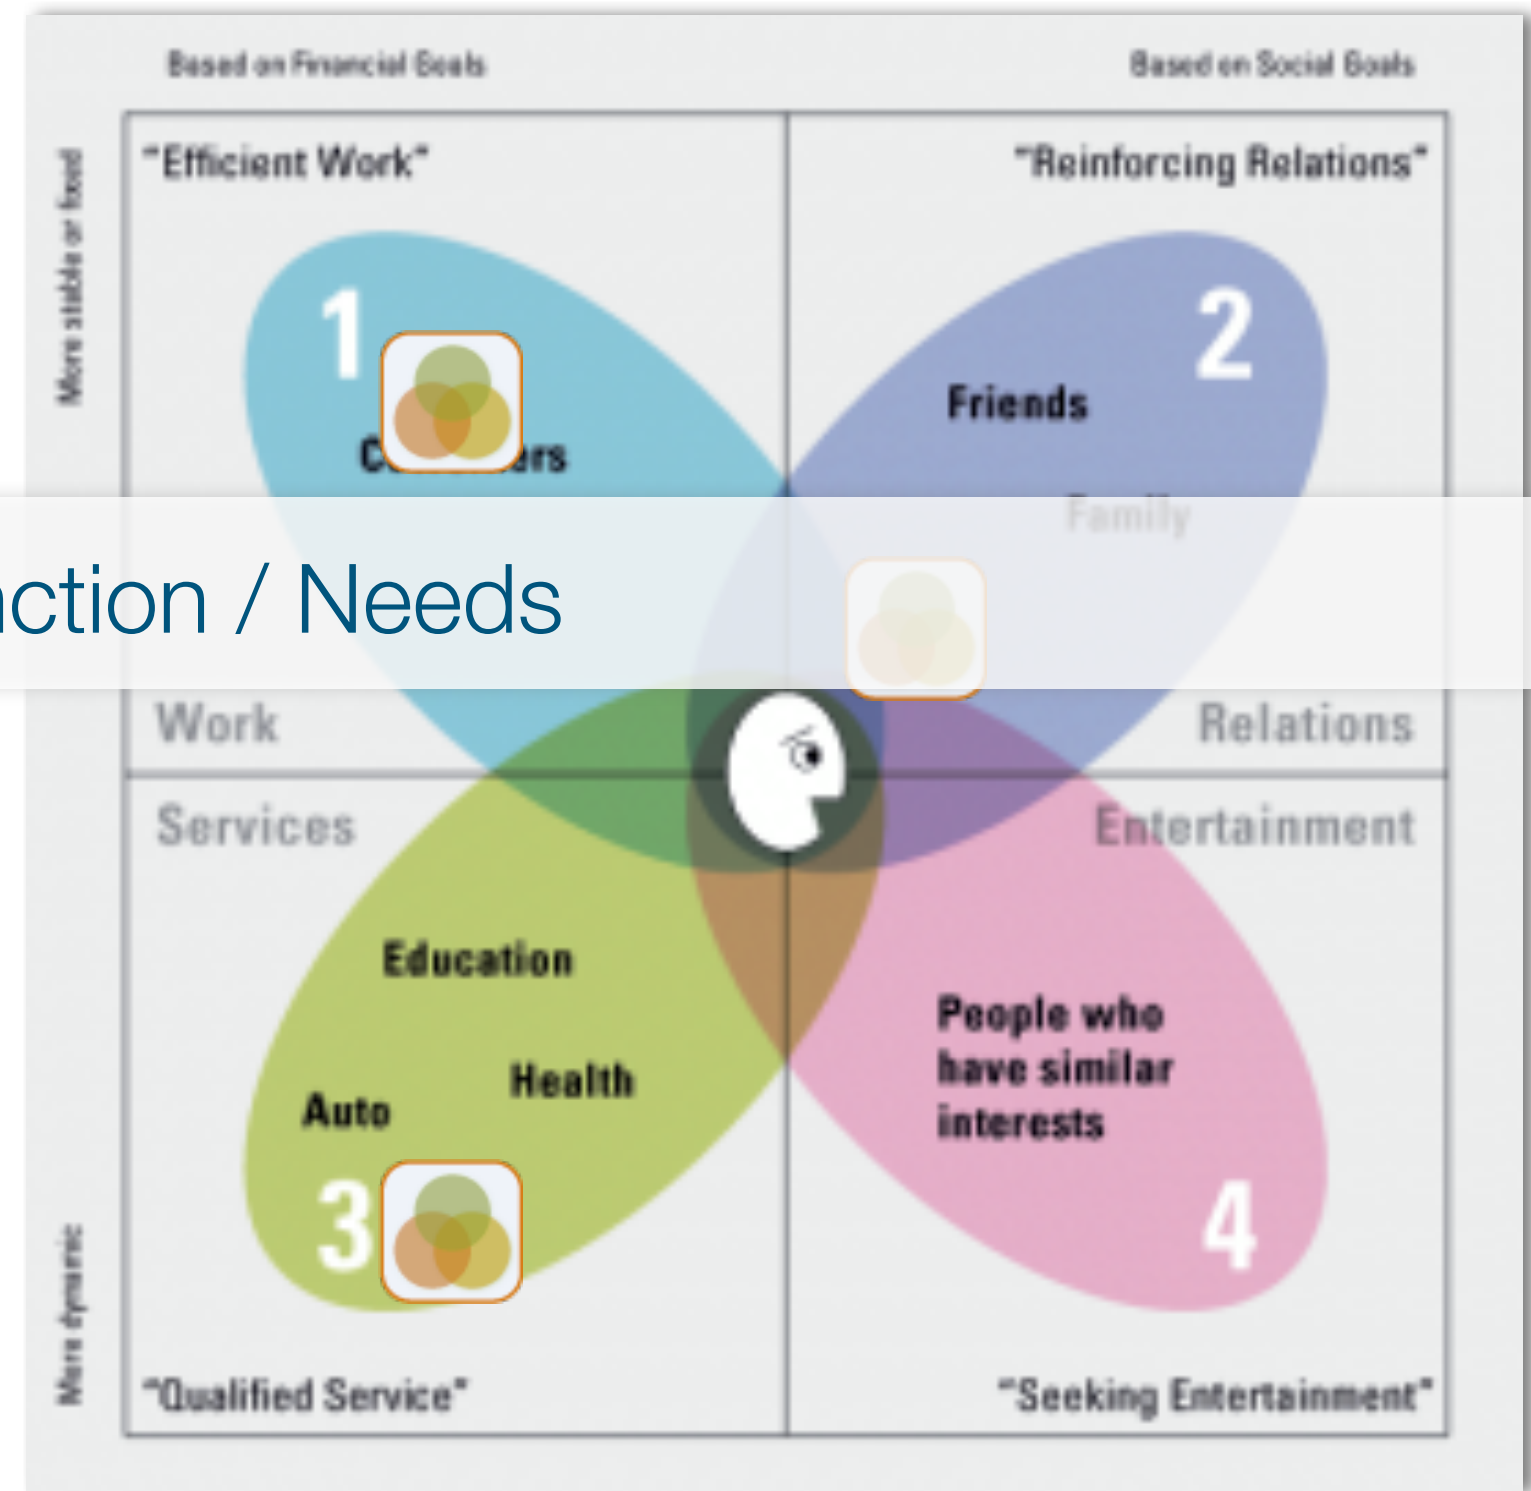 Based on Financial Goals
Based on Social Goals
More stable or fixed
"Efficient Work"
"Reinforcing Relations"
1
2
Friends
Family
/ Needs
Work
Relations
Services
Entertainment
Education
People who
have similar
interests
Health
Auto
3
4
More dynamic
"Qualified Service"
"Seeking Entertainment"